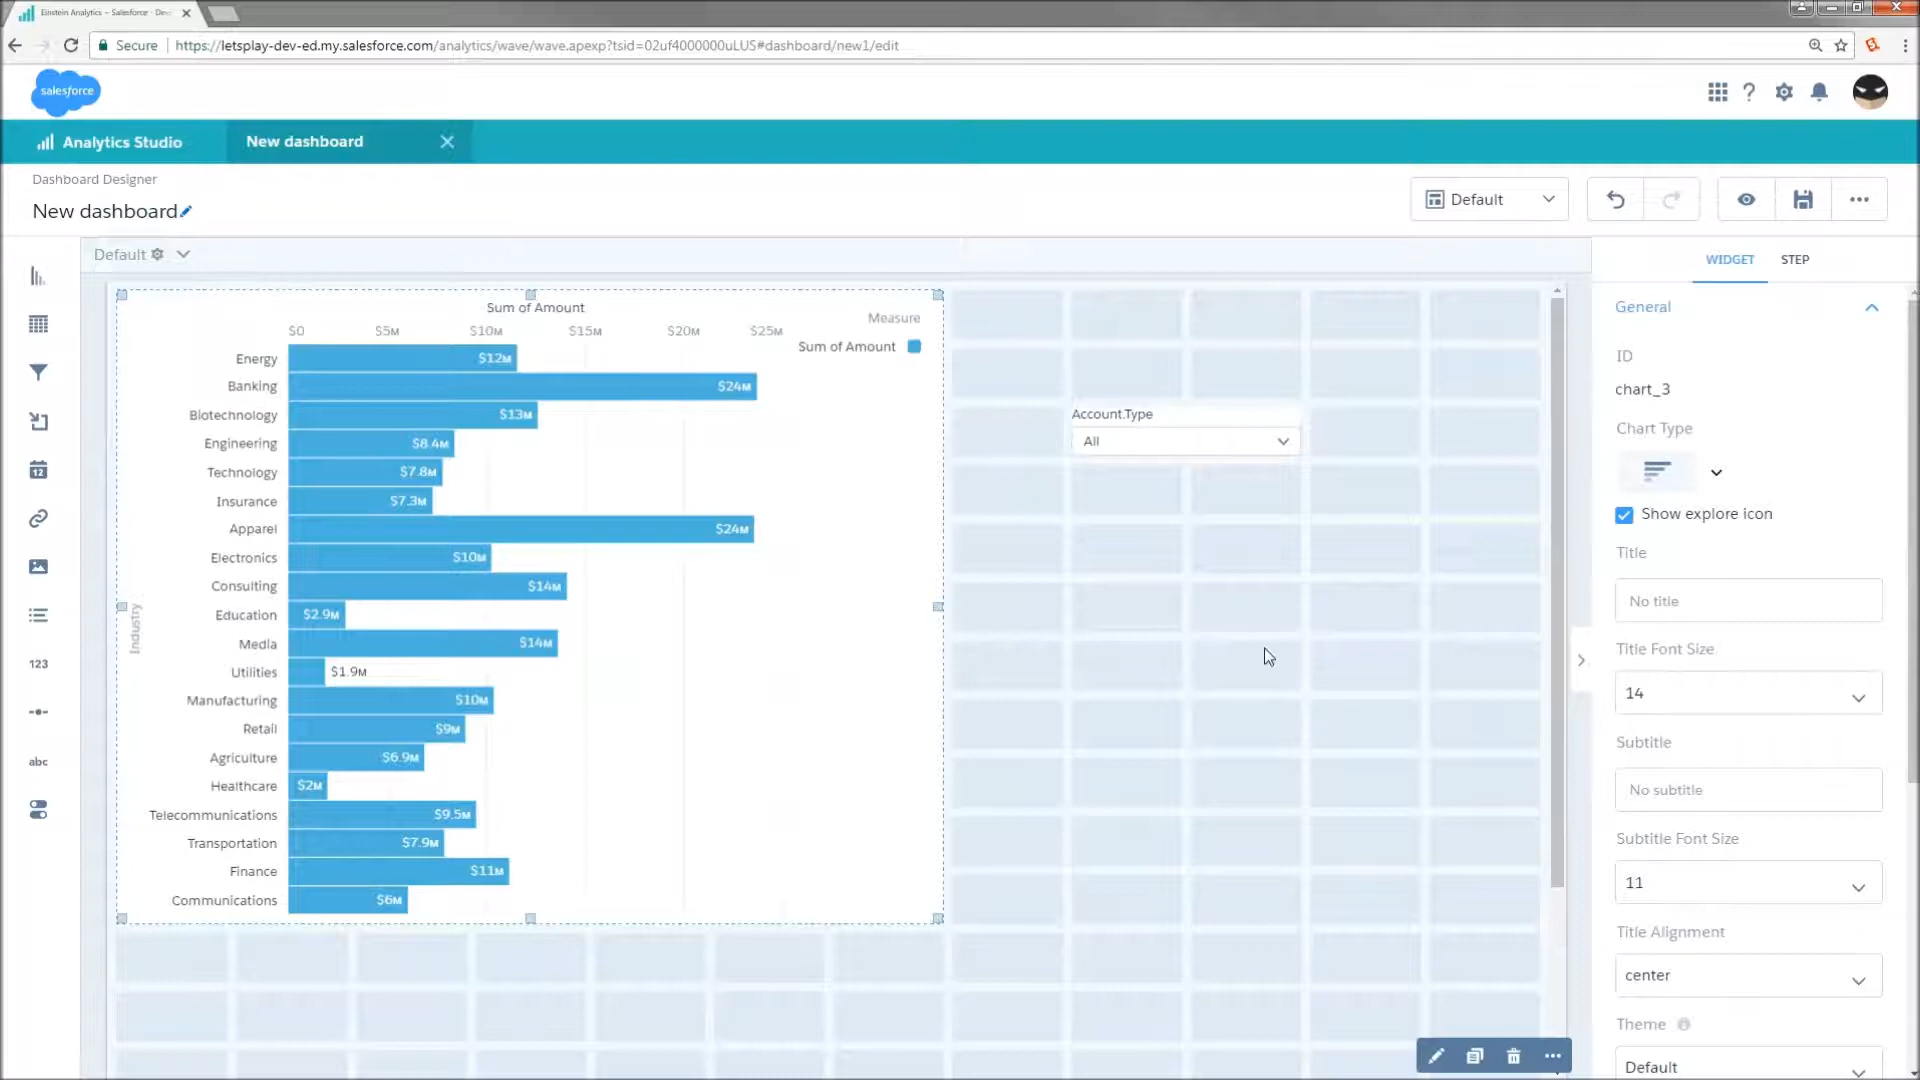 Einstein Analytics – Salesforce - Dev
Secure
https://letsplay-dev-ed.my.salesforce.com/analytics/wave/wave.apexp?tsid=02uf4000000uLUS#dashboard/new1/edit
salesforce
Analytics Studio
New dashboard
Dashboard Designer
New dashboard
Default
Default
WIDGET STEP
Sum of Amount
$0 $5M $10M $15M $20M $25M
Measure
Sum of Amount
Industry
Energy $12M
Banking $24M
Biotechnology $13M
Engineering $8.4M
Technology $7.8M
Insurance $7.3M
Apparel $24M
Electronics $10M
Consulting $14M
Education $2.9M
Media $14M
Utilities $1.9M
Manufacturing $10M
Retail $9M
Agriculture $6.9M
Healthcare $2M
Telecommunications $9.5M
Transportation $7.9M
Finance $11M
Communications $6M
Account.Type
All
12
123
abc
General
ID
chart_3
Chart Type
Show explore icon
Title
No title
Title Font Size
14
Subtitle
No subtitle
Subtitle Font Size
11
Title Alignment
center
Theme
Default